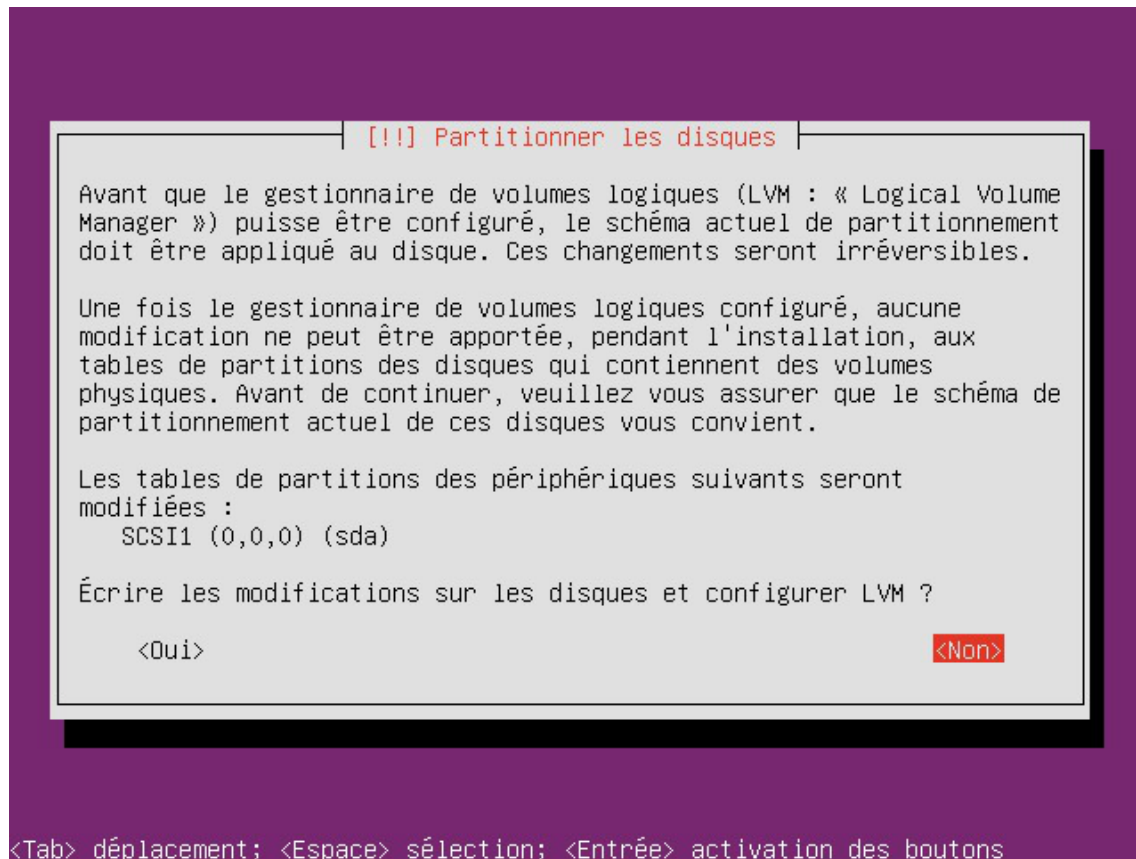 [!!] Partitionner les disques
Avant que le gestionnaire de volumes logiques (LVM : « Logical Volume
Manager ») puisse être configuré, le schéma actuel de partitionnement
doit être appliqué au disque. Ces changements seront irréversibles.
Une fois le gestionnaire de volumes logiques configuré, aucune
modification ne peut être apportée, pendant l'installation, aux
tables de partitions des disques qui contiennent des volumes
physiques. Avant de continuer, veuillez vous assurer que le schéma de
partitionnement actuel de ces disques vous convient.
Les tables de partitions des périphériques suivants seront
modifiées :
SCSI1 (0,0,0) (sda)
Écrire les modifications sur les disques et configurer LVM ?
<Oui> <Non>
<Tab> déplacement; <Espace> sélection; <Entrée> activation des boutons